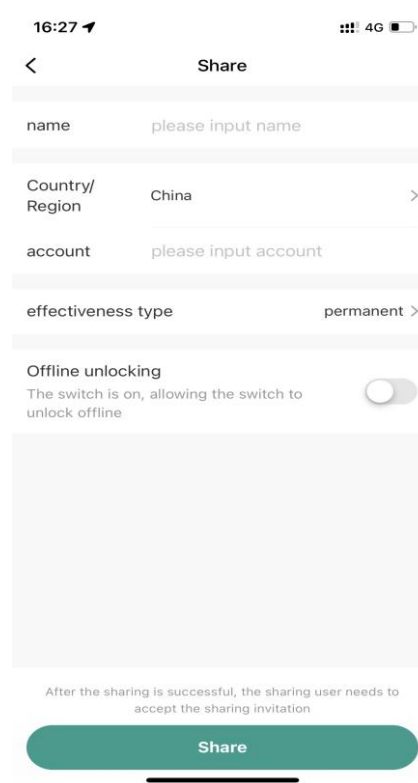 16:27 4G
Share
name please input name
Country/
Region China
account please input account
effectiveness type permanent
Offline unlocking
The switch is on, allowing the switch to
unlock offline
After the sharing is successful, the sharing user needs to
accept the sharing invitation
Share